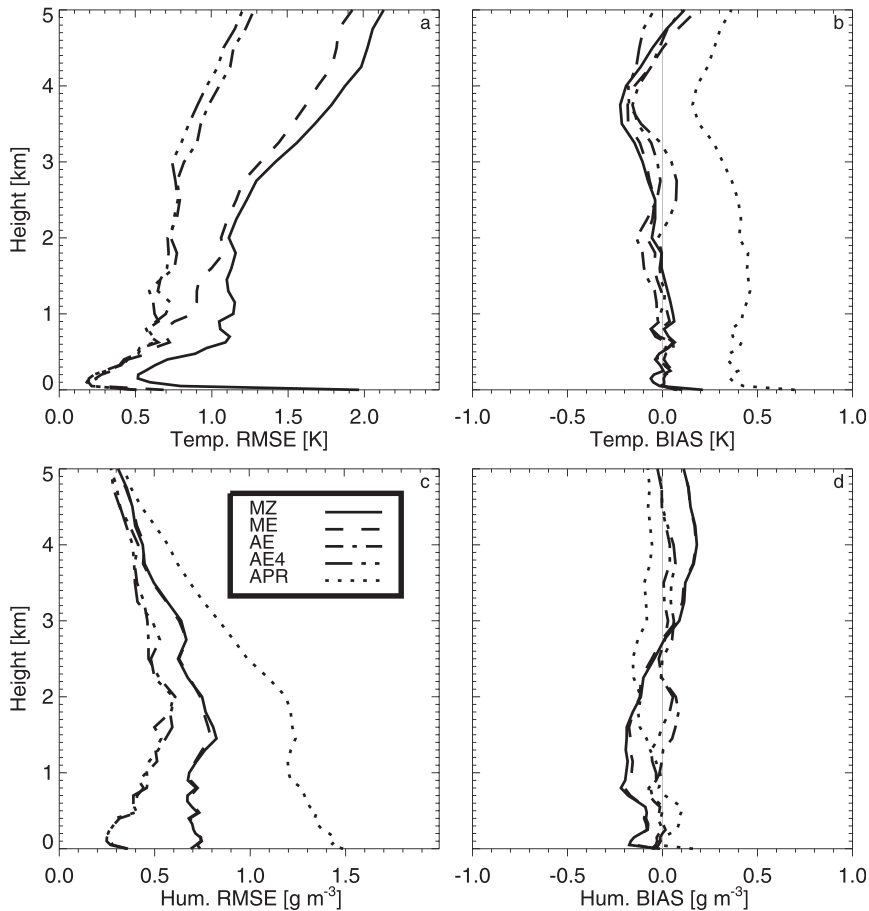 a
b
5
4
3
2
1
0
Height [km]
0.0 0.5 1.0 1.5 2.0
Temp. RMSE [K]
-1.0 -0.5 0.0 0.5 1.0
Temp. BIAS [K]
c
d
MZ
ME
AE
AE4
APR
5
4
3
2
1
0
Height [km]
0.0 0.5 1.0 1.5
Hum. RMSE [g m-3]
-1.0 -0.5 0.0 0.5 1.0
Hum. BIAS [g m-3]